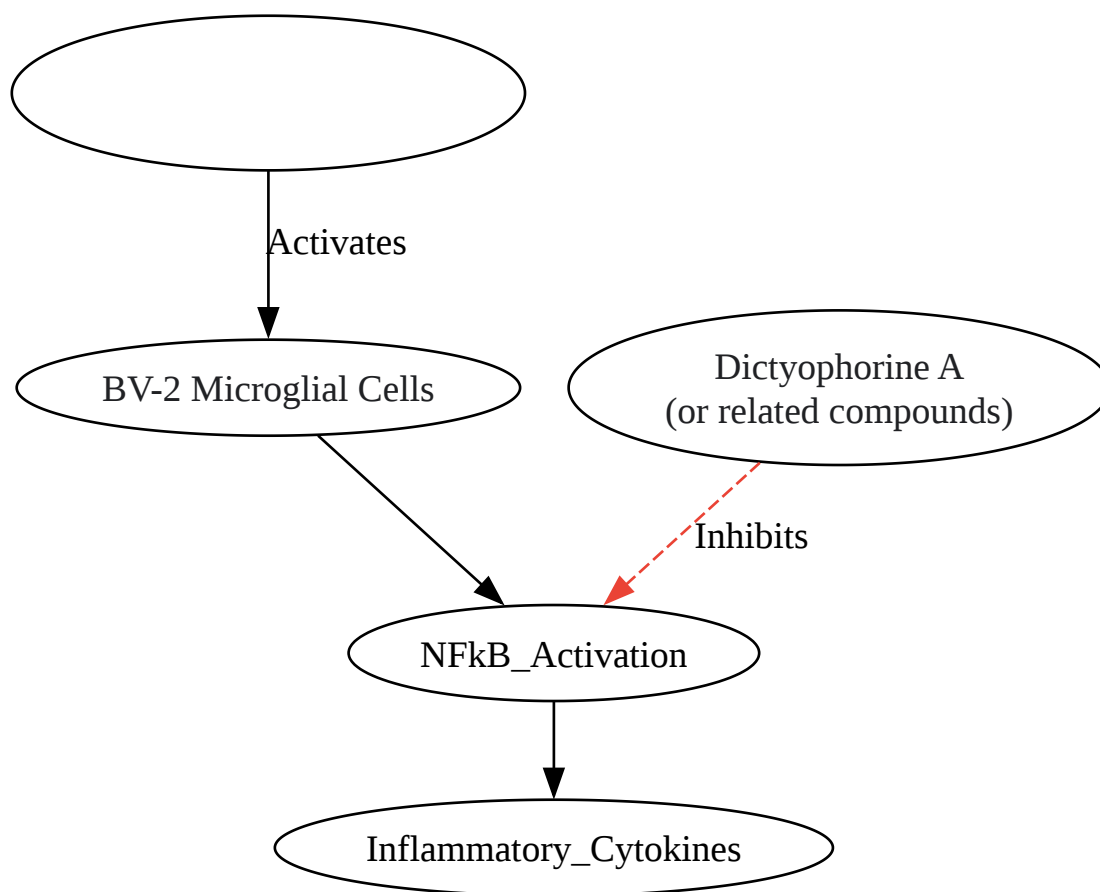 Activates
BV-2 Microglial Cells
Dictyophorine A
(or related compounds)
Inhibits
NFkB_Activation
Inflammatory_Cytokines